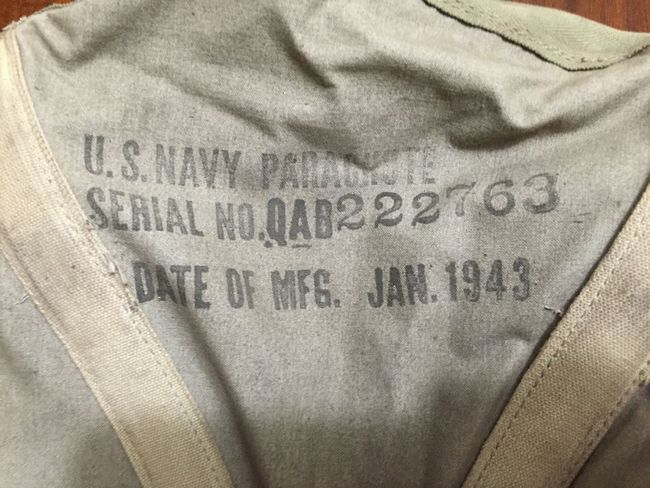 U.S. NAVY PARACHUTE
SERIAL NO. QAB222763
DATE OF MFG. JAN. 1943